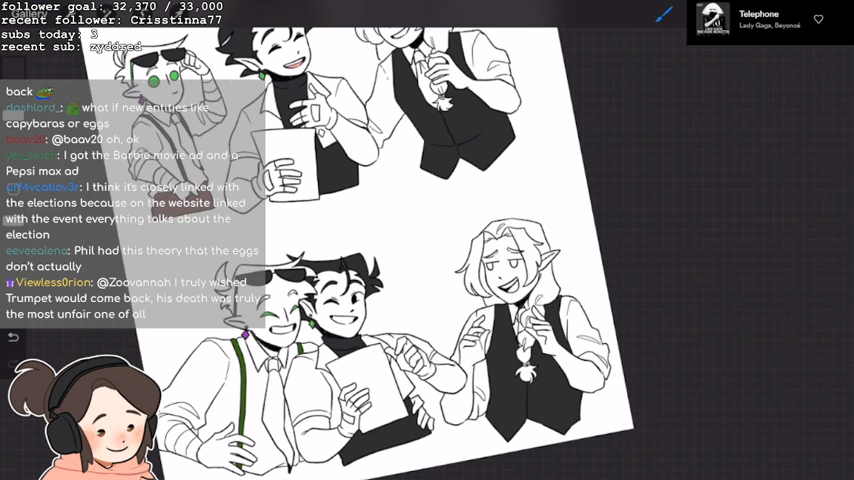 follower goal: 32,370 / 33,000
recent follower: Crisstinna77
subs today: 3
recent sub: zyddred
Telephone
Lady Gaga, Beyoncé
back
dashlord_: what if new entities like
capybaras or eggs
baav20: @baav20 oh, ok
: I got the Barbie movie ad and a
Pepsi max ad
: I think it's closely linked with
the elections because on the website linked
with the event everything talks about the
election
eeveealena: Phil had this theory that the eggs
don't actually
Viewless0rion: @Zoavannah I truly wished
Trumpet would come back, his death was truly
the most unfair one of all